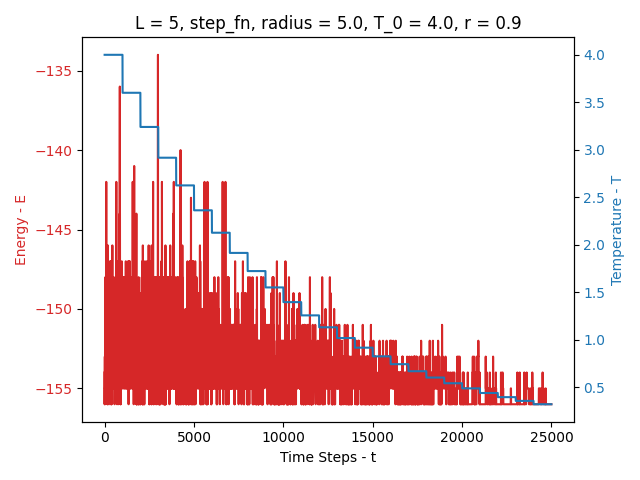 L = 5, step_fn, radius = 5.0, T_0 = 4.0, r = 0.9
Energy - E
−135
−140
−145
−150
−155
4.0
3.5
3.0
2.5
2.0
1.5
1.0
0.5
Temperature - T
0 5000 10000 15000 20000 25000
Time Steps - t